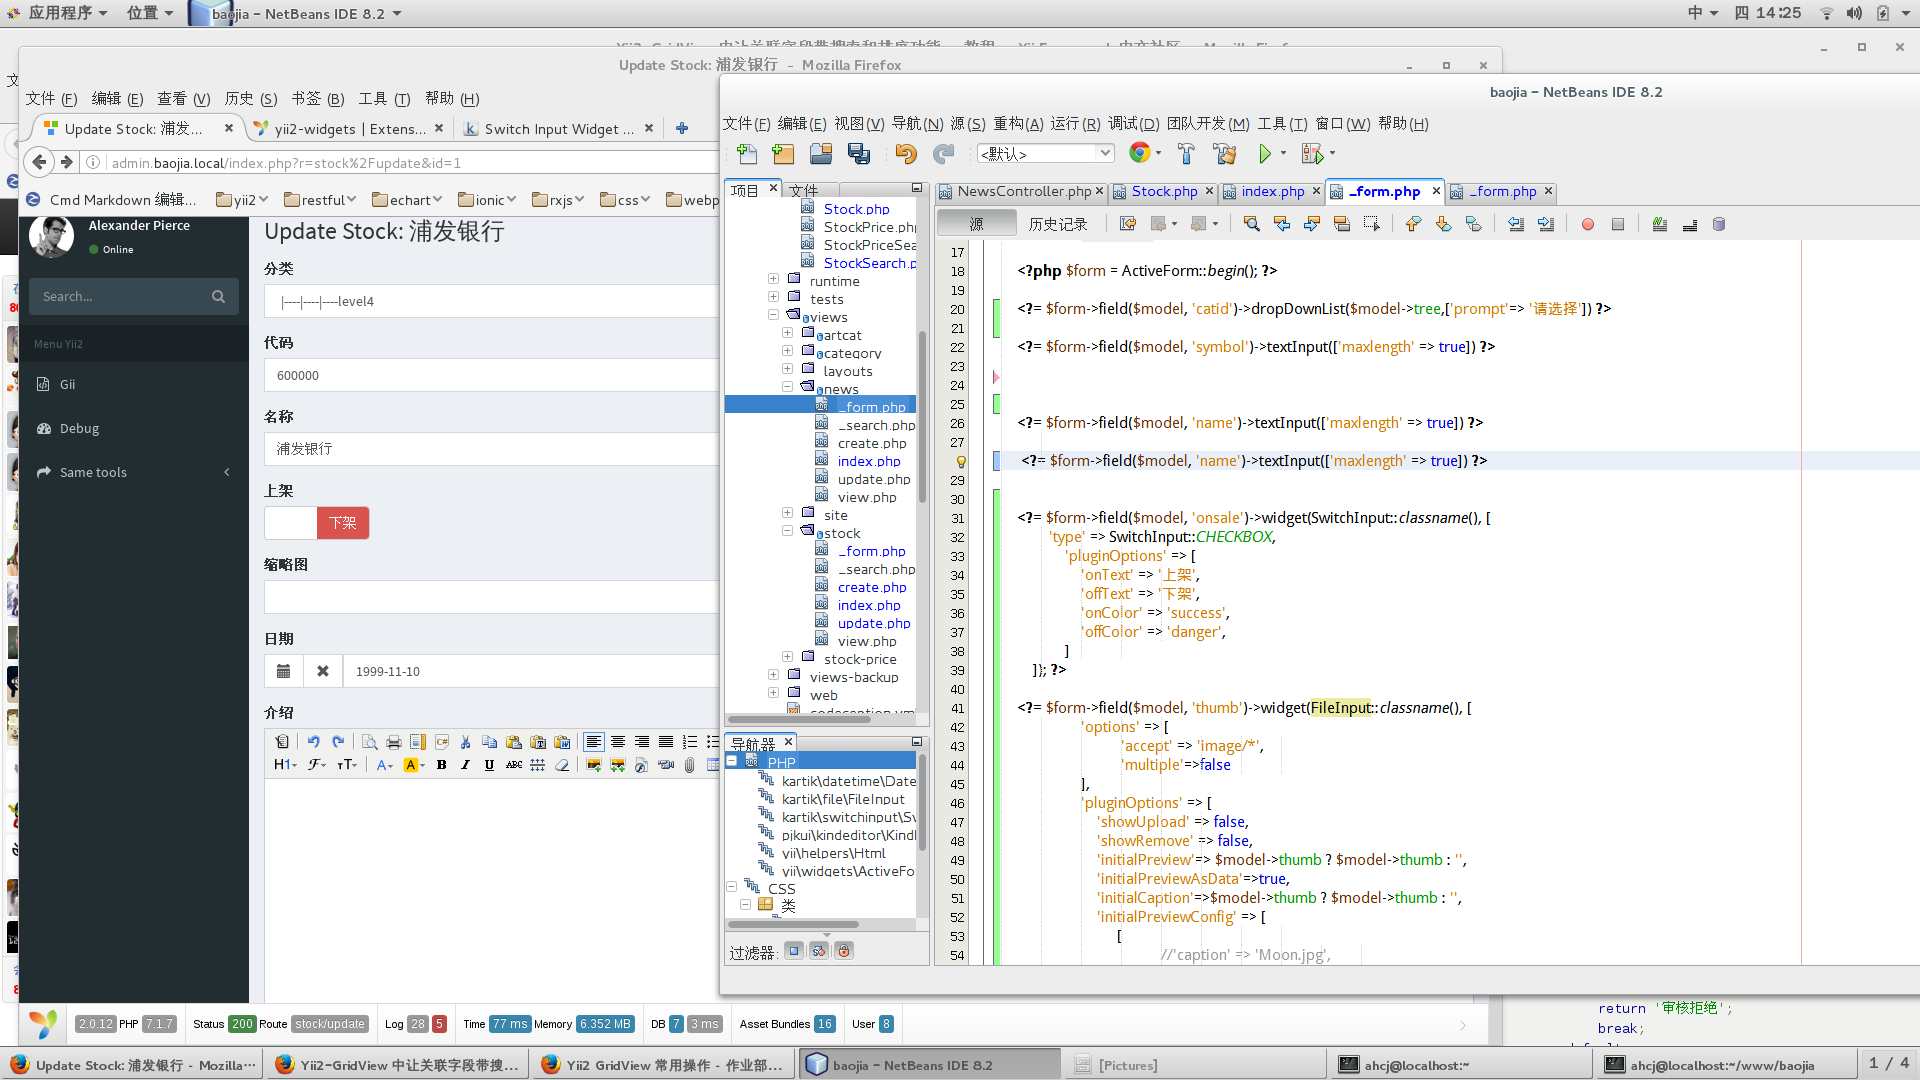 应用程序 位置 baojia – NetBeans IDE 8.2 中 四 14:25
Update Stock: 浦发银行 – Mozilla Firefox
文件 (F) 编辑 (E) 查看 (V) 历史 (S) 书签 (B) 工具 (T) 帮助 (H)
Update Stock: 浦发... yii2-widgets | Extens... Switch Input Widget ...
admin.baojia.local/index.php?r=stock%2Fupdate&id=1
Cmd Markdown 编辑... yii2 restful echart ionic rxjs css webp
Alexander Pierce
Online
Search...
Menu Yii2
Gii
Debug
Same tools
Update Stock: 浦发银行
分类
|----|----|----level4
代码
600000
名称
浦发银行
上架
下架
缩略图
日期
1999-11-10
介绍
2.0.12 PHP 7.1.7 Status 200 Route stock/update Log 28 5 Time 77 ms Memory 6.352 MB DB 7 3 ms Asset Bundles 16 User 8
baojia – NetBeans IDE 8.2
文件(F) 编辑(E) 视图(V) 导航(N) 源(S) 重构(A) 运行(R) 调试(D) 团队开发(M) 工具(T) 窗口(W) 帮助(H)
<默认>
项目 文件
Stock.php
StockPrice.php
StockPriceSea
StockSearch.p
runtime
tests
views
artcat
category
layouts
news
_form.php
_search.php
create.php
index.php
update.php
view.php
site
stock
_form.php
_search.php
create.php
index.php
update.php
view.php
stock-price
views-backup
web
codeception.yml
导航器
PHP
kartik\datetime\Date
kartik\file\FileInput
kartik\switchinput\Sv
pjkui\kindeditor\Kind
yii\helpers\Html
yii\widgets\ActiveFo
CSS
类
过滤器:
NewsController.php Stock.php index.php _form.php _form.php
源 历史记录
17
18 <?php $form = ActiveForm::begin(); ?>
19
20 <?= $form->field($model, 'catid')->dropDownList($model->tree,['prompt'=> '请选择']) ?>
21
22 <?= $form->field($model, 'symbol')->textInput(['maxlength' => true]) ?>
23
24
25
26 <?= $form->field($model, 'name')->textInput(['maxlength' => true]) ?>
27
<?= $form->field($model, 'name')->textInput(['maxlength' => true]) ?>
29
30
31 <?= $form->field($model, 'onsale')->widget(SwitchInput::classname(), [
32 'type' => SwitchInput::CHECKBOX,
33 'pluginOptions' => [
34 'onText' => '上架',
35 'offText' => '下架',
36 'onColor' => 'success',
37 'offColor' => 'danger',
38 ]
39 ]); ?>
40
41 <?= $form->field($model, 'thumb')->widget(FileInput::classname(), [
42 'options' => [
43 'accept' => 'image/*',
44 'multiple'=>false
45 ],
46 'pluginOptions' => [
47 'showUpload' => false,
48 'showRemove' => false,
49 'initialPreview'=> $model->thumb ? $model->thumb : '',
50 'initialPreviewAsData'=>true,
51 'initialCaption'=>$model->thumb ? $model->thumb : '',
52 'initialPreviewConfig' => [
53 [
54 //'caption' => 'Moon.jpg',
return '审核拒绝';
break;
Update Stock: 浦发银行 - Mozilla... Yii2-GridView 中让关联字段带搜... Yii2 GridView 常用操作 - 作业部... baojia – NetBeans IDE 8.2 [Pictures] ahcj@localhost:~ ahcj@localhost:~/www/baojia 1 / 4